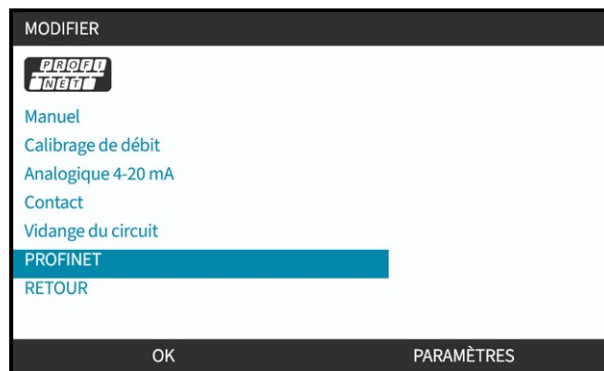 MODIFIER
PROFI
NET
Manuel
Calibrage de débit
Analogique 4-20 mA
Contact
Vidange du circuit
PROFINET
RETOUR
OK PARAMÈTRES